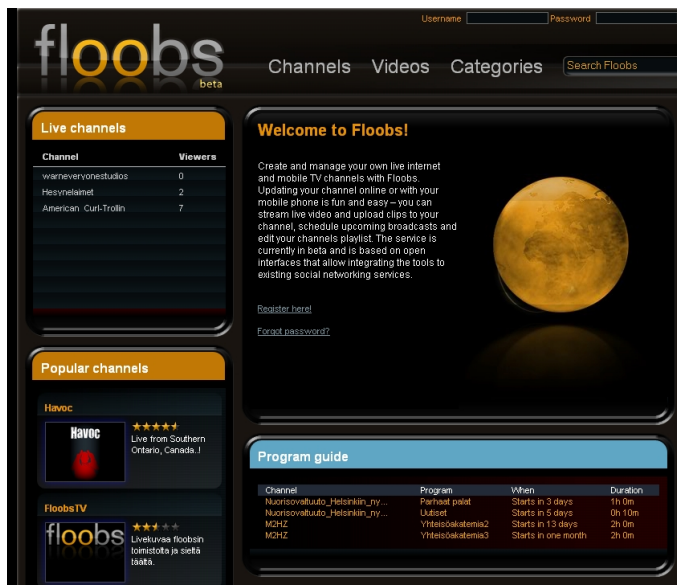 Username Password
floobs
beta
Channels Videos Categories
Search Floobs
Live channels
Channel Viewers
warneveryonestudios 0
Hesynelaimet 2
American Curl-Trollin 7
Welcome to Floobs!
Create and manage your own live internet
and mobile TV channels with Floobs.
Updating your channel online or with your
mobile phone is fun and easy – you can
stream live video and upload clips to your
channel, schedule upcoming broadcasts and
edit your channels playlist. The service is
currently in beta and is based on open
interfaces that allow integrating the tools to
existing social networking services.
Register here!
Forgot password?
Popular channels
Havoc
Havoc
Live from Southern
Ontario, Canada..!
FloobsTV
floobs
Livekuvaa floobsin
toimistolta ja sieltä
täältä.
Program guide
Channel Program When Duration
Nuorisovaltuuto_Helsinkiin_ny... Parhaat palat Starts in 3 days 1h 0m
Nuorisovaltuuto_Helsinkiin_ny... Uutiset Starts in 5 days 0h 10m
M2HZ Yhteisöakatemia2 Starts in 13 days 2h 0m
M2HZ Yhteisöakatemia3 Starts in one month 2h 0m